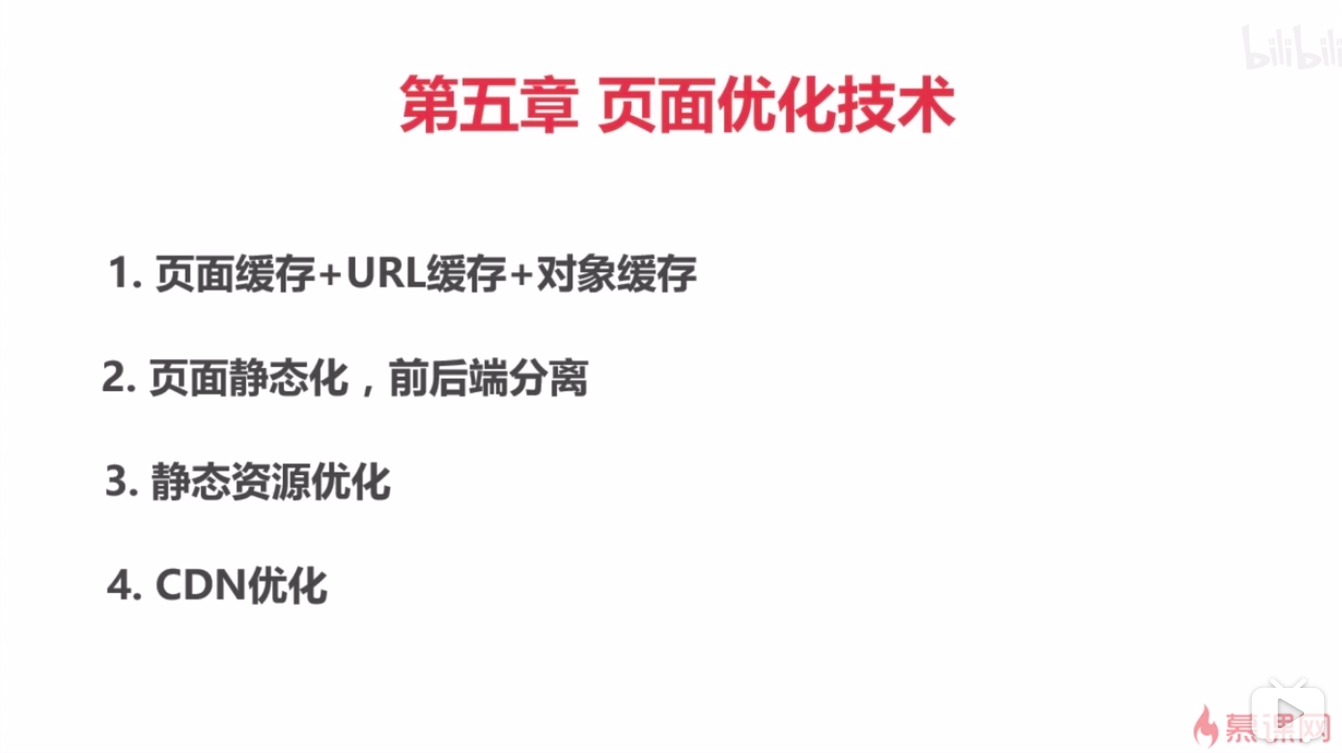 bilibili
第五章 页面优化技术
1. 页面缓存+URL缓存+对象缓存
2. 页面静态化，前后端分离
3. 静态资源优化
4. CDN优化
慕课网